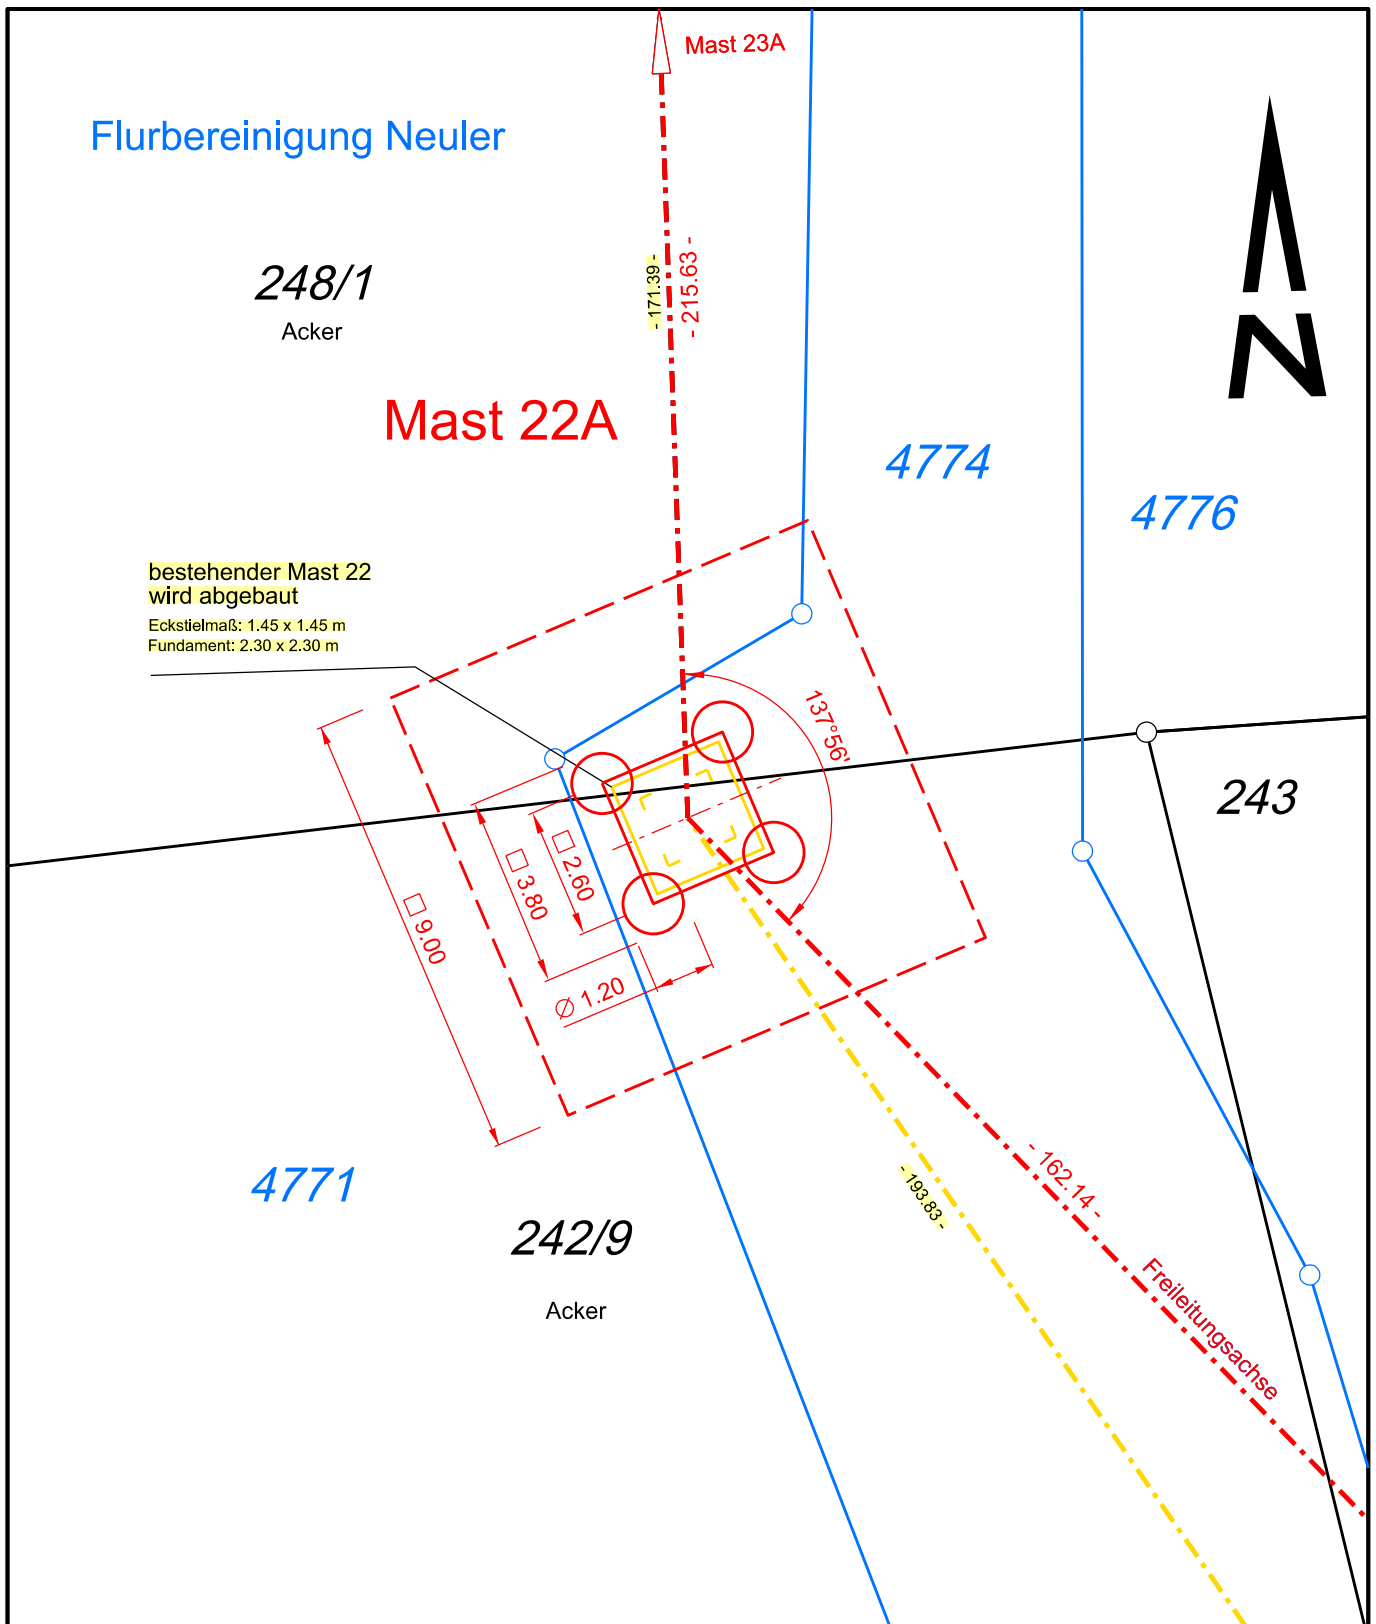 Mast 23A
Flurbereinigung Neuler
248/1
Acker
- 171.39 -
- 215.63 -
N
Mast 22A
4774
4776
bestehender Mast 22
wird abgebaut
Eckstielmaß: 1.45 x 1.45 m
Fundament: 2.30 x 2.30 m
137°56'
243
□ 2.60
□ 3.80
□ 9.00
∅ 1.20
4771
242/9
Acker
- 193.83 -
- 162.14 -
Freileitungsachse